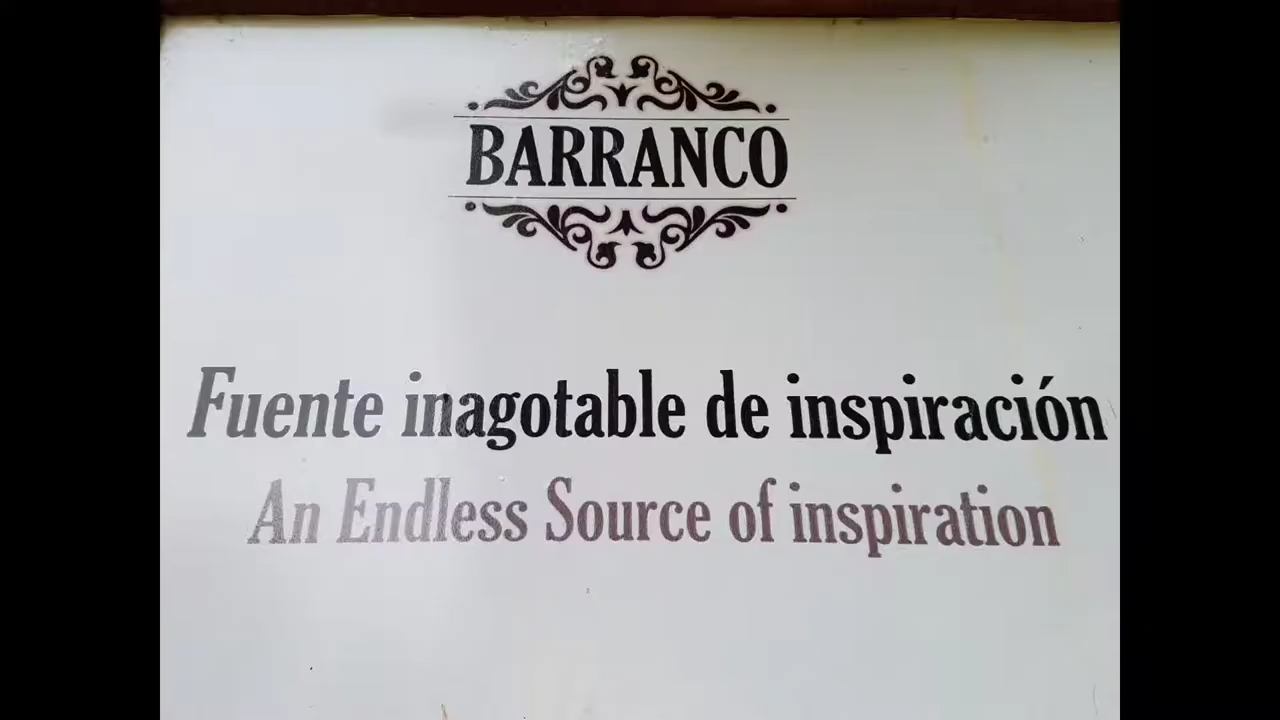 BARRANCO
Fuente inagotable de inspiración
An Endless Source of inspiration